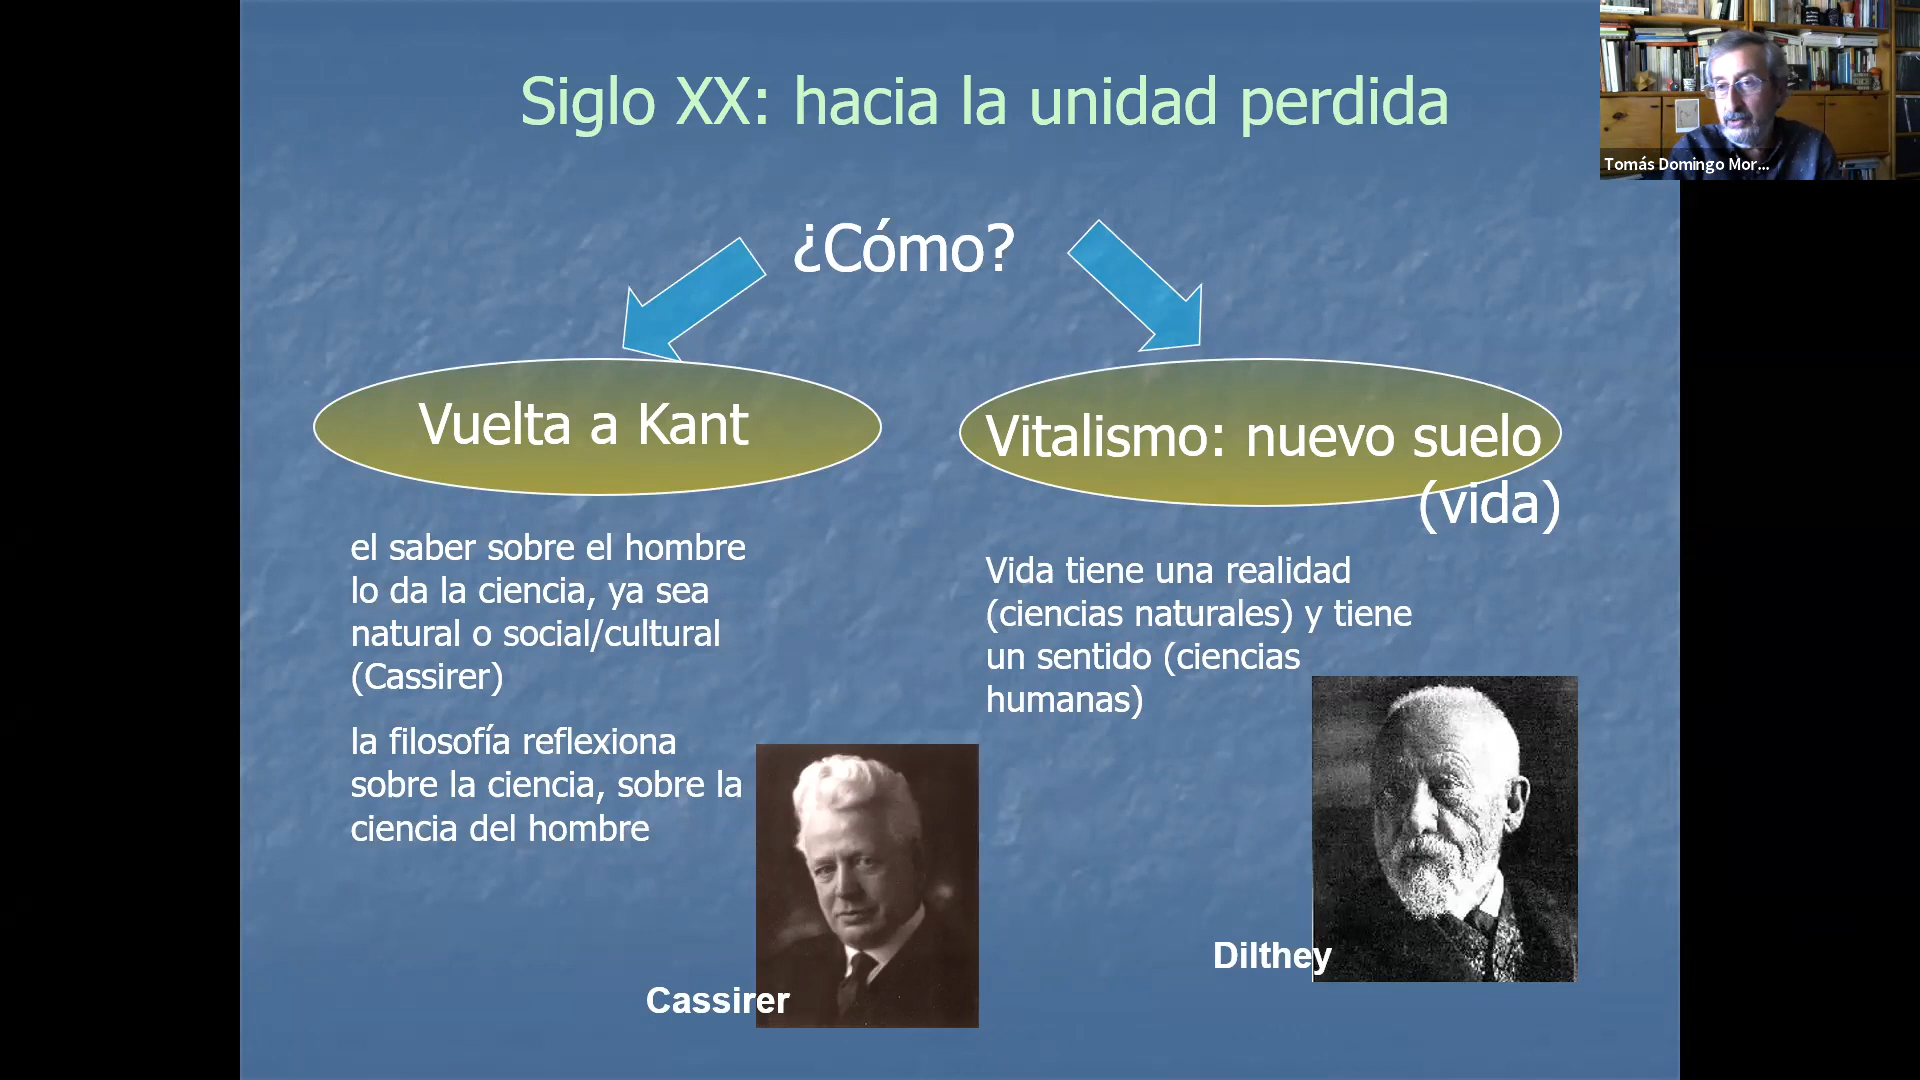 Siglo XX: hacia la unidad perdida
Tomás Domingo Mor...
¿Cómo?
Vuelta a Kant
Vitalismo: nuevo suelo
(vida)
el saber sobre el hombre
lo da la ciencia, ya sea
natural o social/cultural
(Cassirer)
la filosofía reflexiona
sobre la ciencia, sobre la
ciencia del hombre
Vida tiene una realidad
(ciencias naturales) y tiene
un sentido (ciencias
humanas)
Cassirer
Dilthey